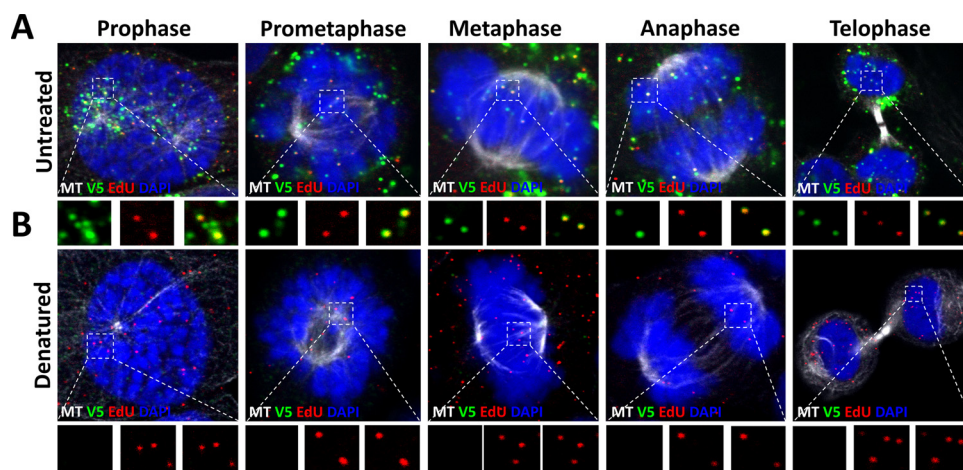 A
Prophase Prometaphase Metaphase Anaphase Telophase
Untreated
MT V5 EdU DAPI MT V5 EdU DAPI MT V5 EdU DAPI MT V5 EdU DAPI MT V5 EdU DAPI
B
Denatured
MT V5 EdU DAPI MT V5 EdU DAPI MT V5 EdU DAPI MT V5 EdU DAPI MT V5 EdU DAPI